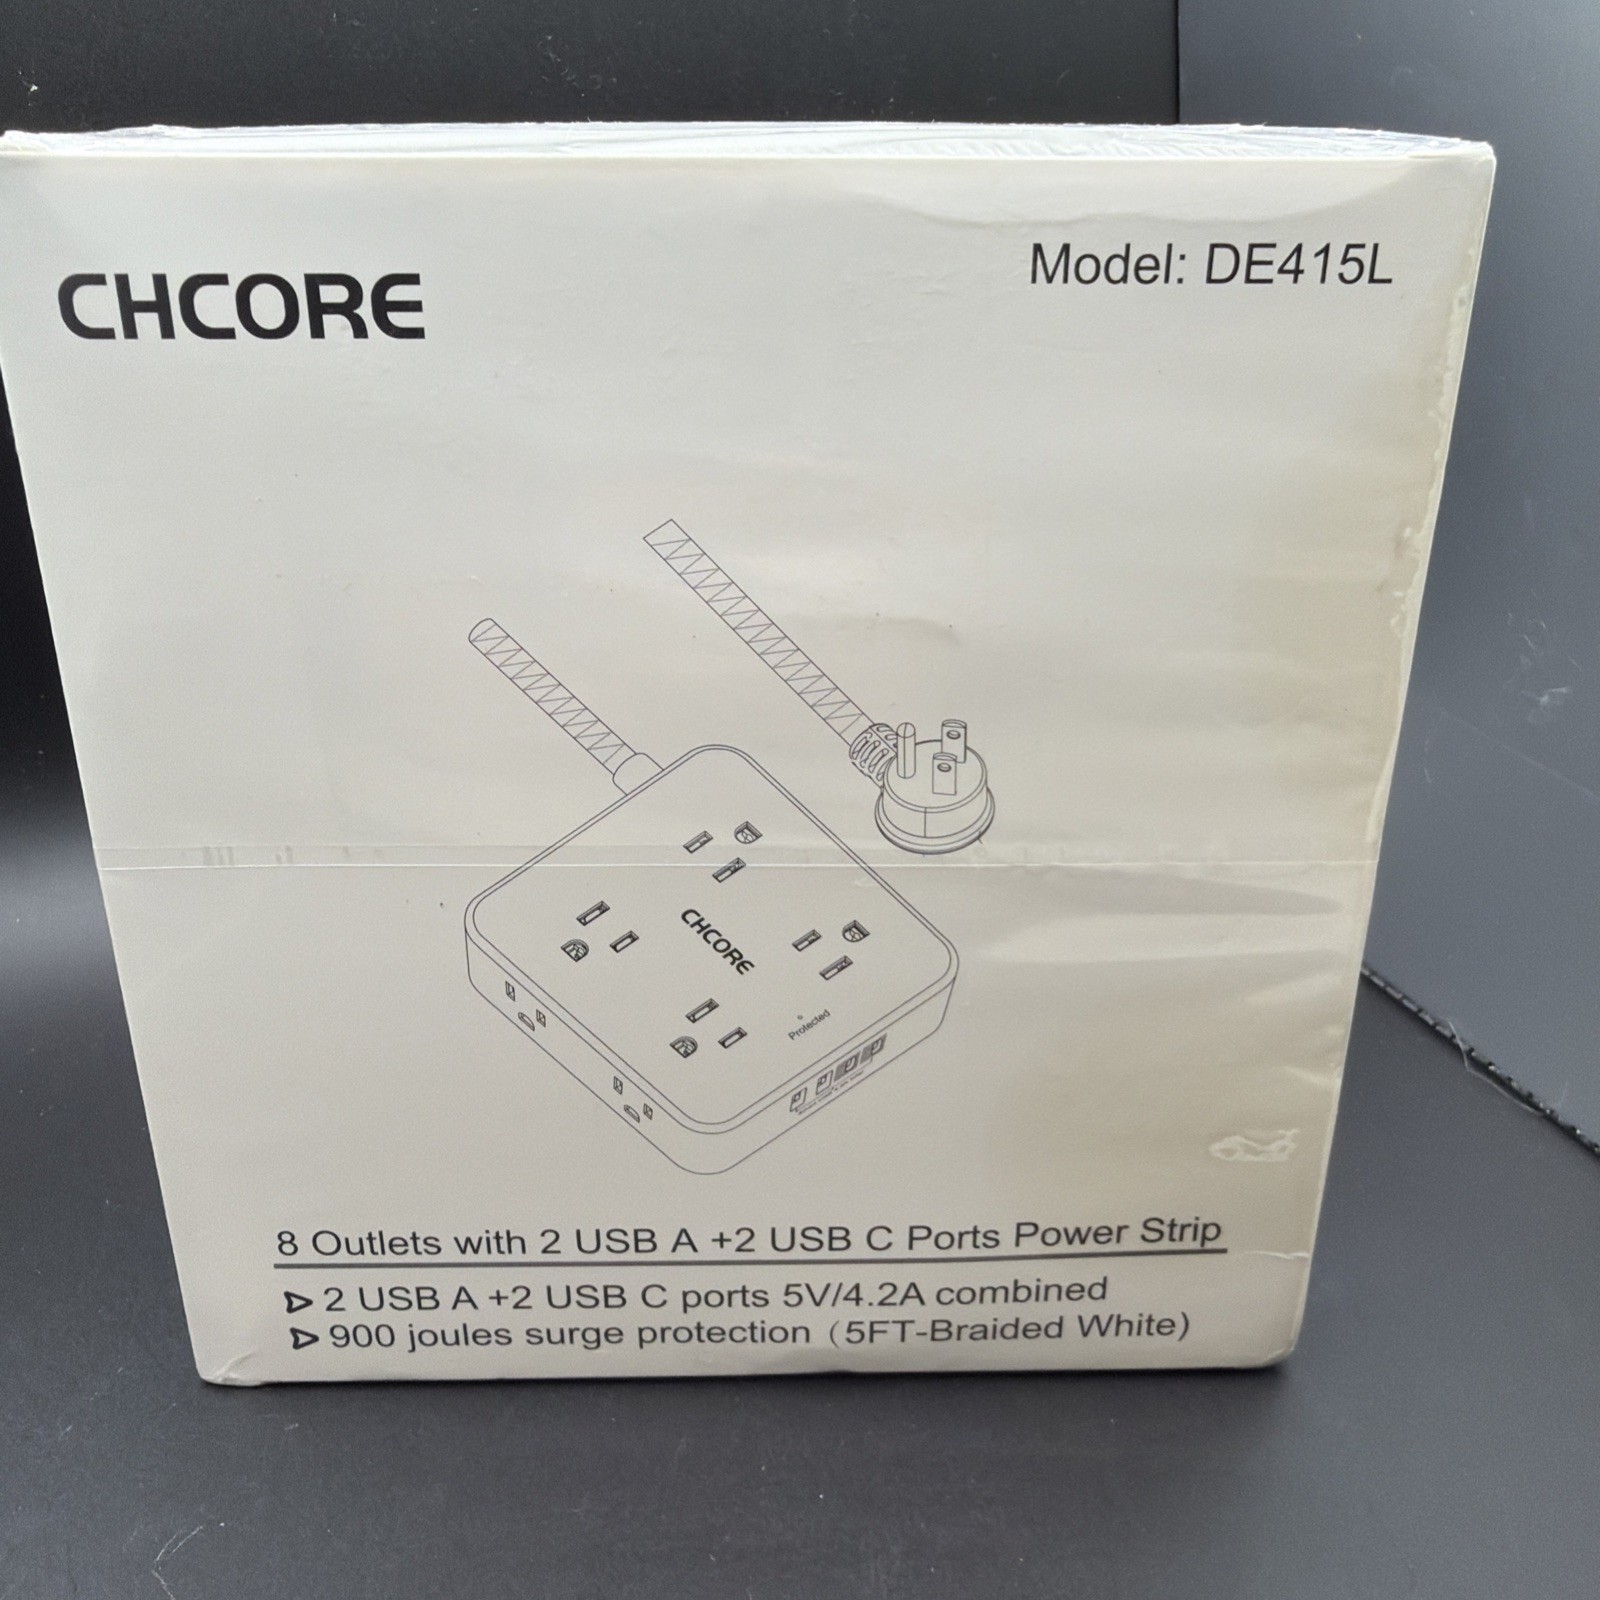 CHCORE
Model: DE415L
CHCORE
Protected
8 Outlets with 2 USB A +2 USB C Ports Power Strip
2 USB A +2 USB C ports 5V/4.2A combined
900 joules surge protection (5FT-Braided White)